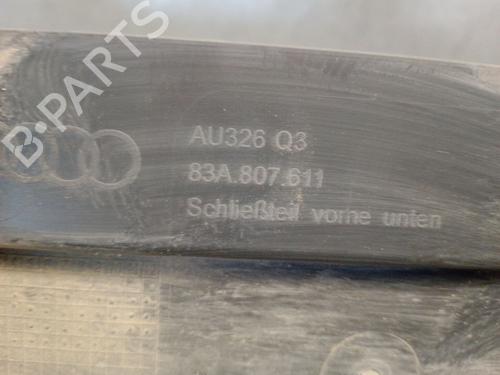 B-PARTS
AU326 Q3
83A.807.611
Schließteil vorne unten